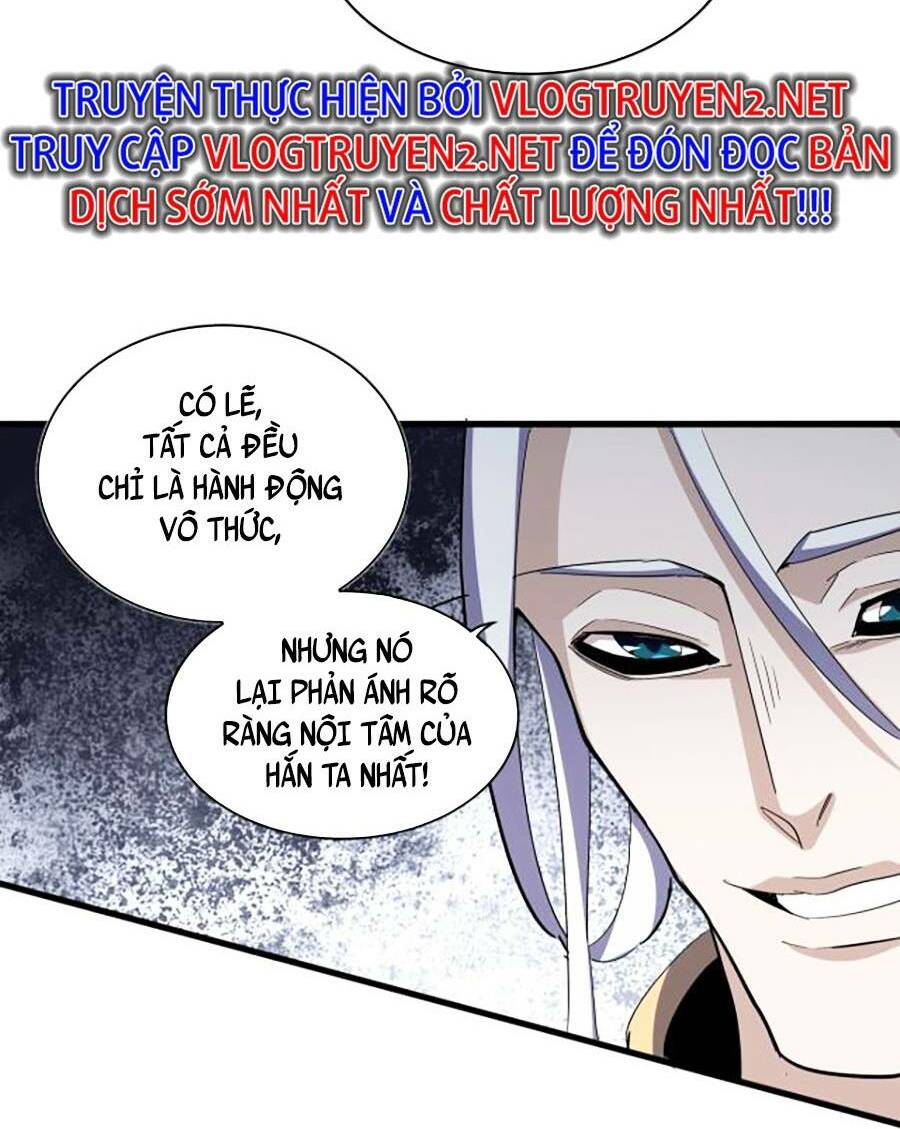 TRUYỆN THỰC HIỆN BỞI VLOGTRUYEN2.NET
TRUY CẬP VLOGTRUYEN2.NET ĐỂ ĐÓN ĐỌC BẢN
DỊCH SỚM NHẤT VÀ CHẤT LƯỢNG NHẤT!!!
CÓ LẼ,
TẤT CẢ ĐỀU
CHỈ LÀ HÀNH ĐỘNG
VÔ THỨC,
NHƯNG NÓ
LẠI PHẢN ÁNH RÕ
RÀNG NỘI TÂM CỦA
HẮN TA NHẤT!